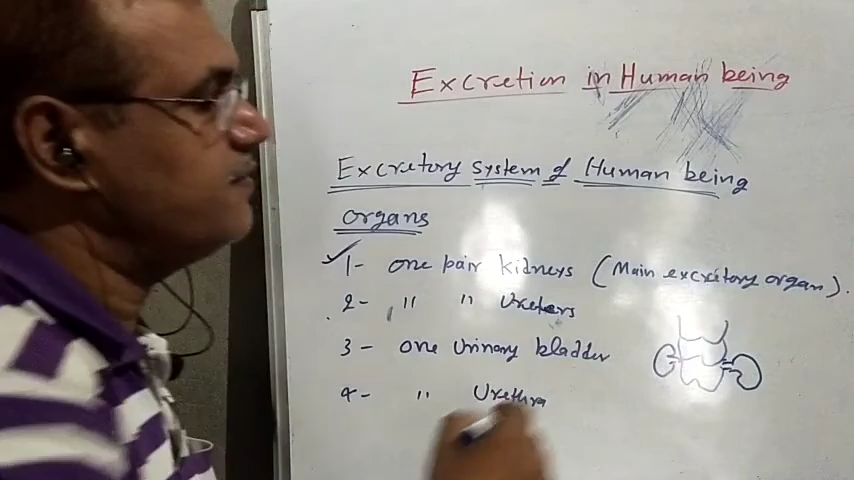 Excretion in Human being
Excretory System of Human being
organs
1- one pair kidneys (Main excretory organ).
2- " " Ureters
3- one Urinary bladder
4- " Urethra